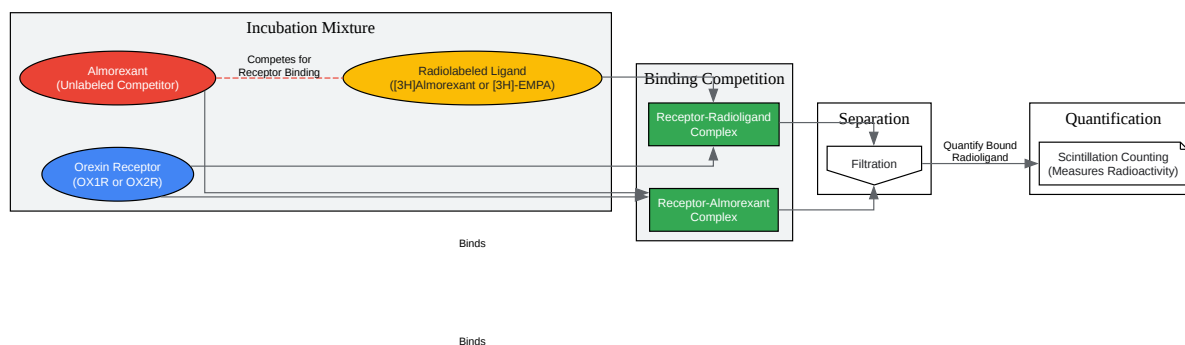 Incubation Mixture
Almorexant
(Unlabeled Competitor)
Competes for
Receptor Binding
Radiolabeled Ligand
([3H]Almorexant or [3H]-EMPA)
Orexin Receptor
(OX1R or OX2R)
Binding Competition
Receptor-Radioligand
Complex
Receptor-Almorexant
Complex
Separation
Filtration
Quantify Bound
Radioligand
Quantification
Scintillation Counting
(Measures Radioactivity)
Binds
Binds